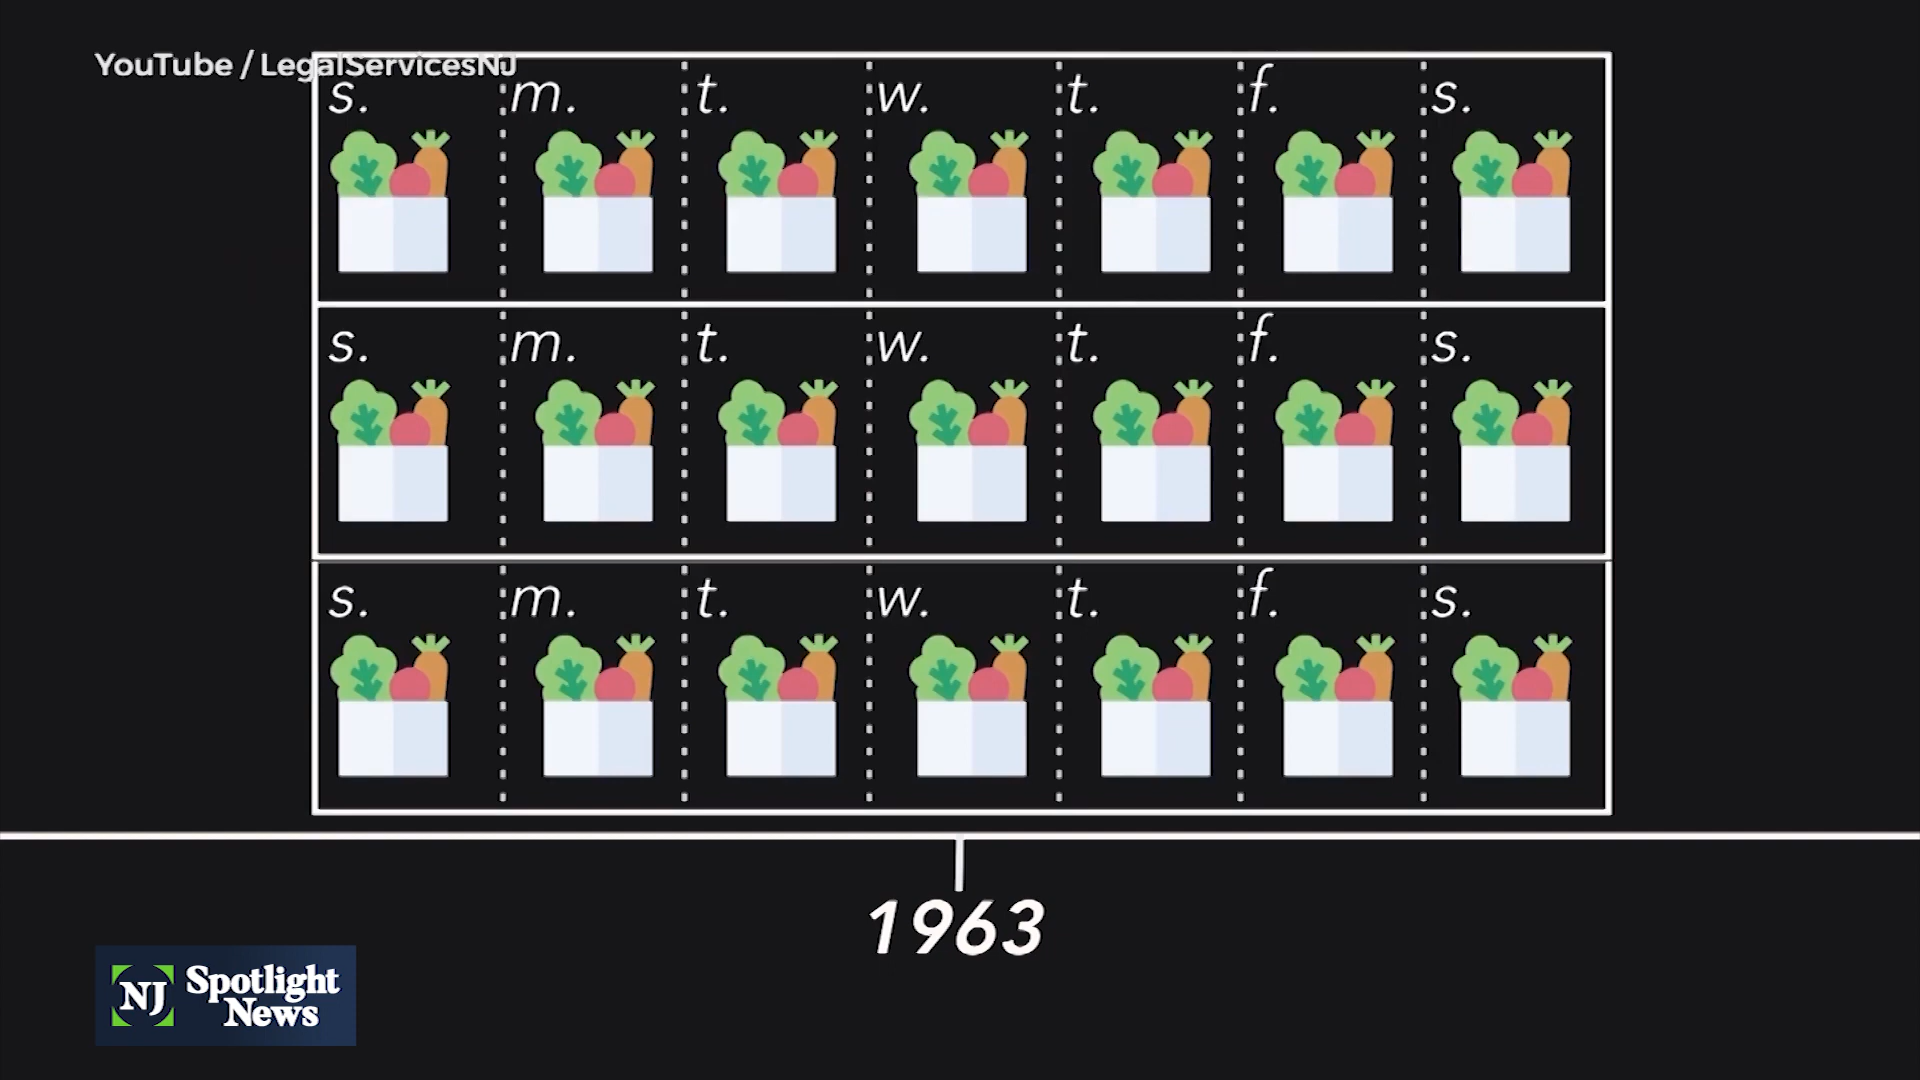 YouTube / LegalServicesNJ
s. m. t. w. t. f. s.
s. m. t. w. t. f. s.
s. m. t. w. t. f. s.
1963
NJ Spotlight
News